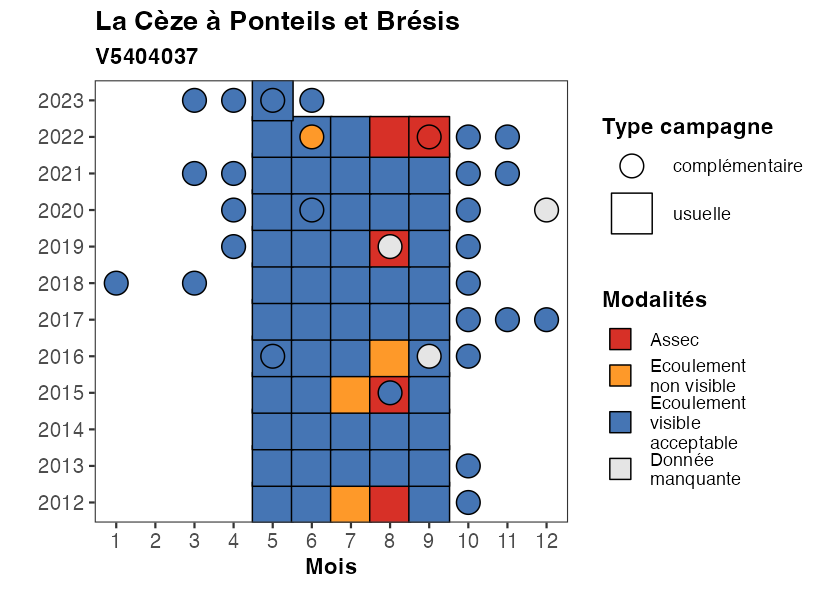 La Cèze à Ponteils et Brésis
V5404037
2023
2022
2021
2020
2019
2018
2017
2016
2015
2014
2013
2012
1 2 3 4 5 6 7 8 9 10 11 12
Mois
Type campagne
complémentaire
usuelle
Modalités
Assec
Ecoulement
non visible
Ecoulement
visible
acceptable
Donnée
manquante